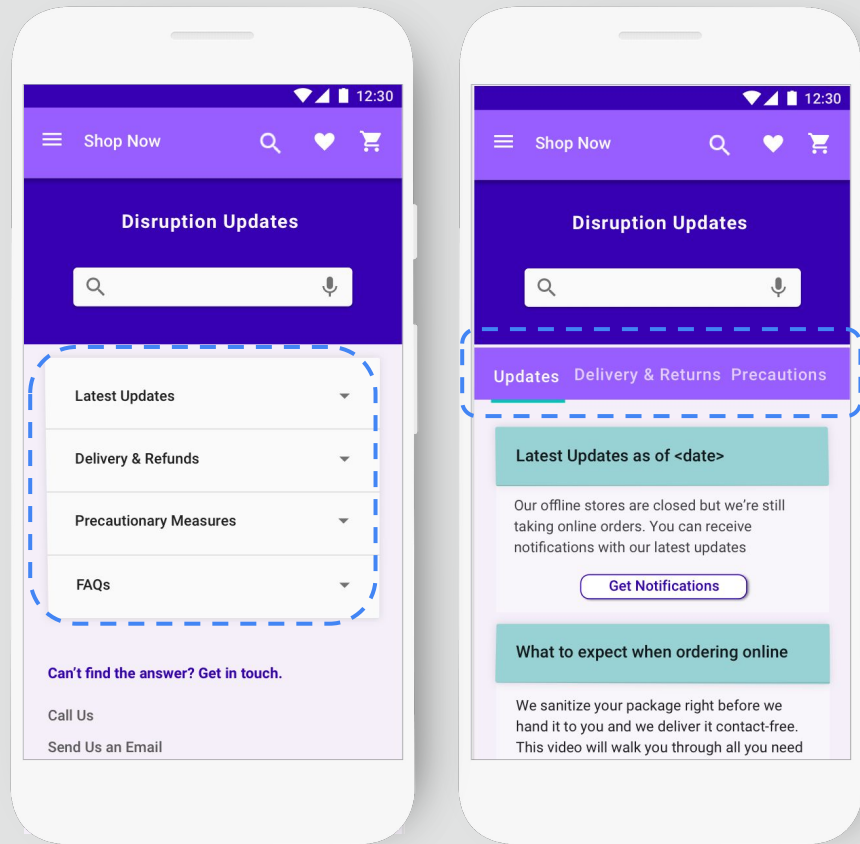 12:30
Shop Now
Disruption Updates
Latest Updates
Delivery & Refunds
Precautionary Measures
FAQs
Can't find the answer? Get in touch.
Call Us
Send Us an Email
12:30
Shop Now
Disruption Updates
Updates Delivery & Returns Precautions
Latest Updates as of <date>
Our offline stores are closed but we're still
taking online orders. You can receive
notifications with our latest updates
Get Notifications
What to expect when ordering online
We sanitize your package right before we
hand it to you and we deliver it contact-free.
This video will walk you through all you need